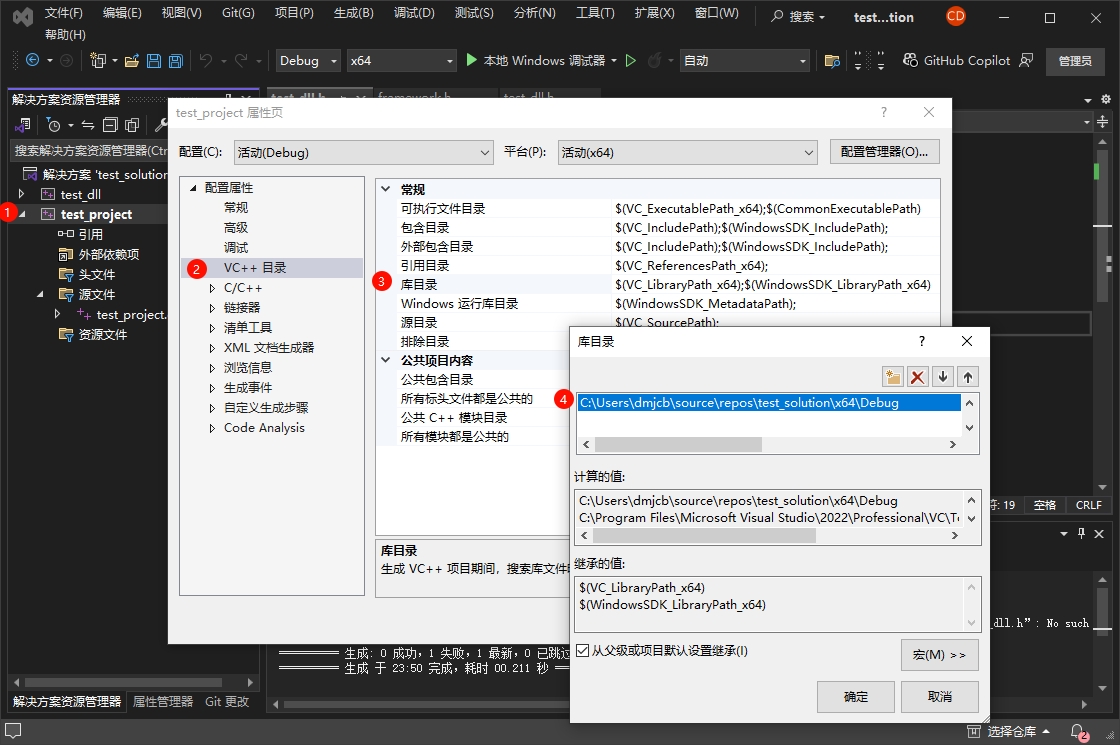 文件(F) 编辑(E) 视图(V) Git(G) 项目(P) 生成(B) 调试(D) 测试(S) 分析(N) 工具(T) 扩展(X) 窗口(W) 搜索 test...tion CD
帮助(H)
Debug x64 本地 Windows 调试器 自动 GitHub Copilot 管理员
解决方案资源管理器
搜索解决方案资源管理器(Ctr
解决方案 'test_solution
test_dll
1 test_project
引用
外部依赖项
头文件
源文件
test_project.
资源文件
test_project 属性页 ?
配置(C): 活动(Debug) 平台(P): 活动(x64) 配置管理器(O)...
配置属性
常规
高级
调试
2 VC++ 目录
C/C++
链接器
清单工具
XML 文档生成器
浏览信息
生成事件
自定义生成步骤
Code Analysis
常规
可执行文件目录 $(VC_ExecutablePath_x64);$(CommonExecutablePath)
包含目录 $(VC_IncludePath);$(WindowsSDK_IncludePath);
外部包含目录 $(VC_IncludePath);$(WindowsSDK_IncludePath);
引用目录 $(VC_ReferencesPath_x64);
3 库目录 $(VC_LibraryPath_x64);$(WindowsSDK_LibraryPath_x64)
Windows 运行库目录 $(WindowsSDK_MetadataPath);
源目录 $(VC_SourcePath);
排除目录
公共项目内容
公共包含目录
所有标头文件都是公共的
公共 C++ 模块目录
所有模块都是公共的
库目录
生成 VC++ 项目期间，搜索库文件
库目录 ?
4 C:\Users\dmjcb\source\repos\test_solution\x64\Debug
计算的值:
C:\Users\dmjcb\source\repos\test_solution\x64\Debug
C:\Program Files\Microsoft Visual Studio\2022\Professional\VC\T
继承的值:
$(VC_LibraryPath_x64)
$(WindowsSDK_LibraryPath_x64)
从父级或项目默认设置继承(I)
宏(M) >>
确定 取消
符: 19 空格 CRLF
_dll.h": No such
========== 生成: 0 成功，1 失败，1 最新，0 已跳过
========== 生成 于 23:50 完成，耗时 00.211 秒 ==
解决方案资源管理器 属性管理器 Git 更改
选择仓库 2